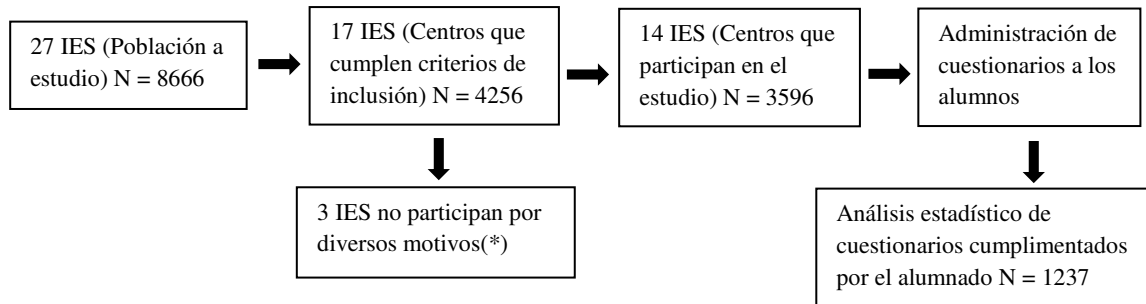 27 IES (Población a
estudio) N = 8666
17 IES (Centros que
cumplen criterios de
inclusión) N = 4256
14 IES (Centros que
participan en el
estudio) N = 3596
Administración de
cuestionarios a los
alumnos
3 IES no participan por
diversos motivos(*)
Análisis estadístico de
cuestionarios cumplimentados
por el alumnado N = 1237